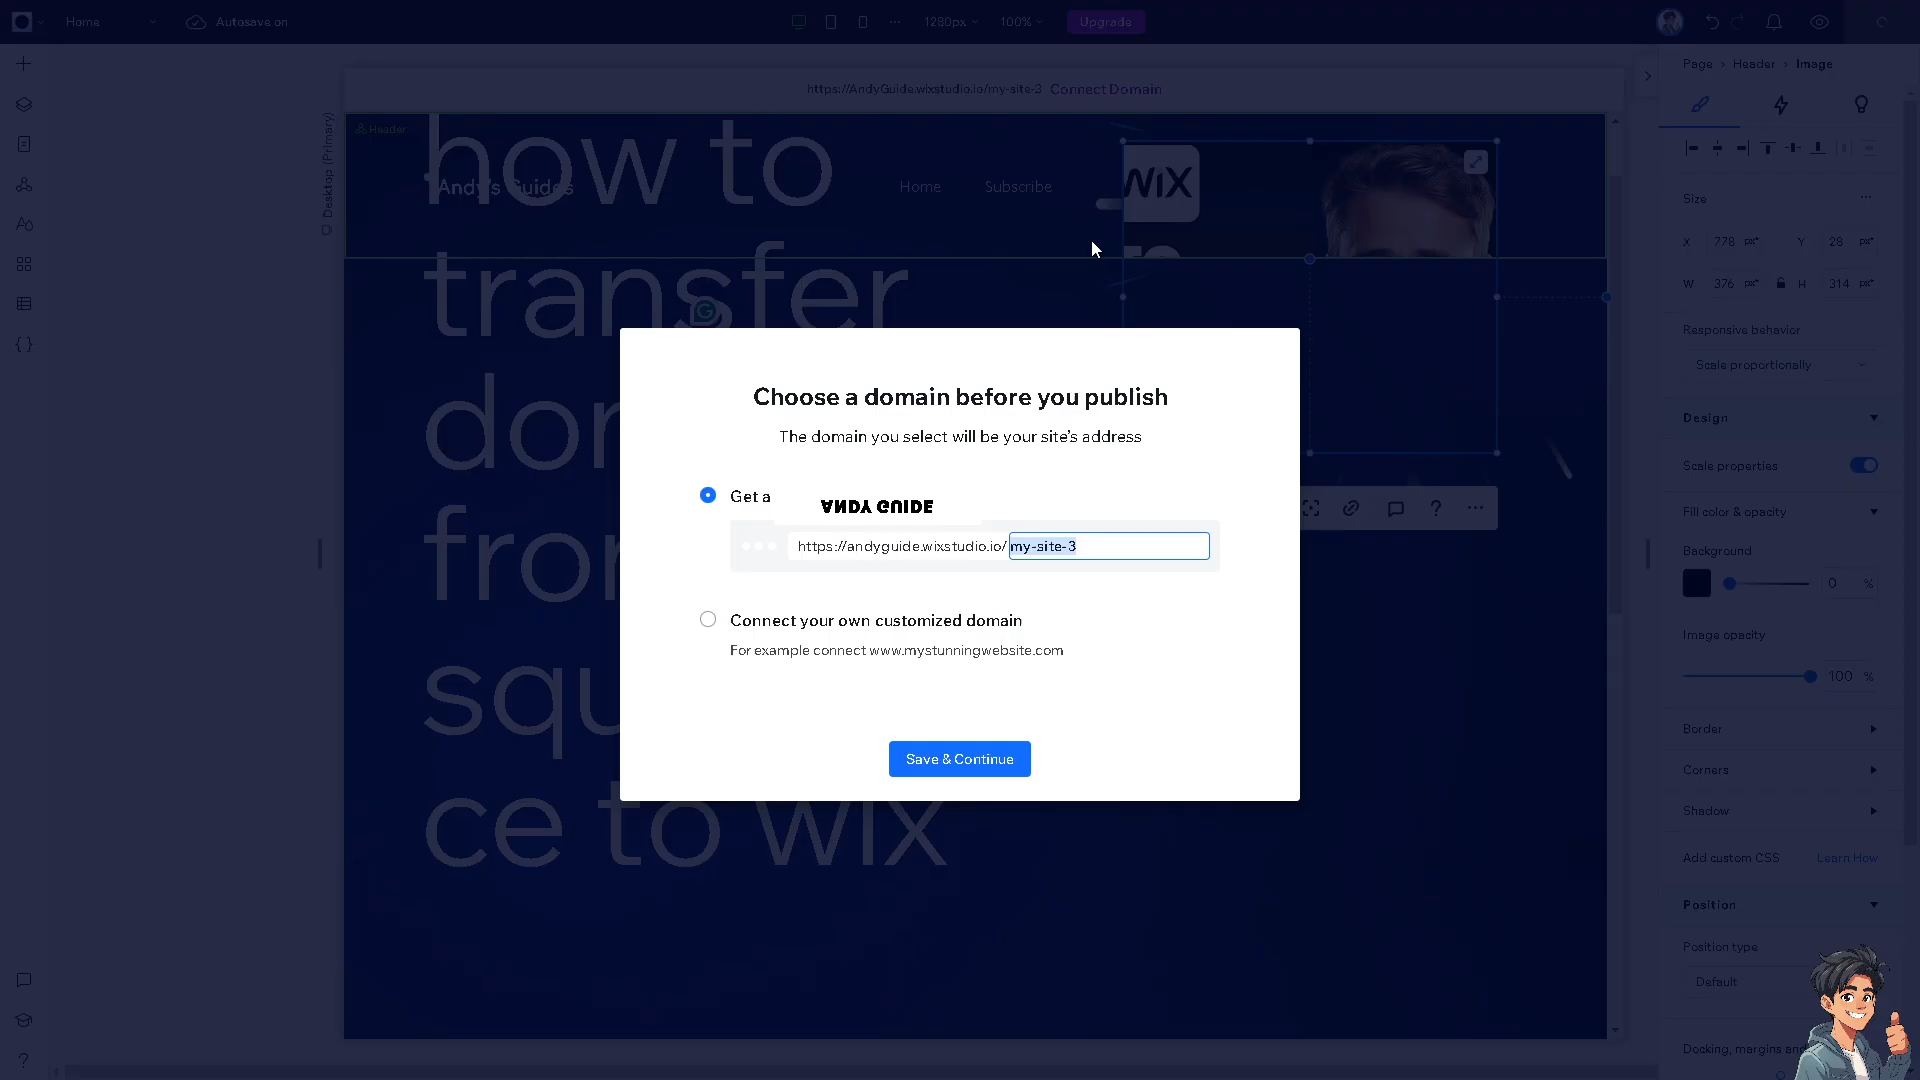 Home
Autosave on
1280px
100%
Upgrade
Page
Header
Image
https://AndyGuide.wixstudio.io/my-site-3 Connect Domain
Desktop (Primary)
D
Header
how to
transfer
ce to wix
Andy's Guides
Home
Subscribe
WIX
Size
X 778 px* Y 28 px*
W 376 px* H 314 px*
Responsive behavior
Scale proportionally
Design
Scale properties
Fill color & opacity
Background
0 %
Image opacity
100 %
Border
Corners
Shadow
Add custom CSS
Learn How
Position
Position type
Default
Docking, margins and
Choose a domain before you publish
The domain you select will be your site's address
Get a
ANDY GUIDE
https://andyguide.wixstudio.io/ my-site-3
Connect your own customized domain
For example connect www.mystunningwebsite.com
Save & Continue